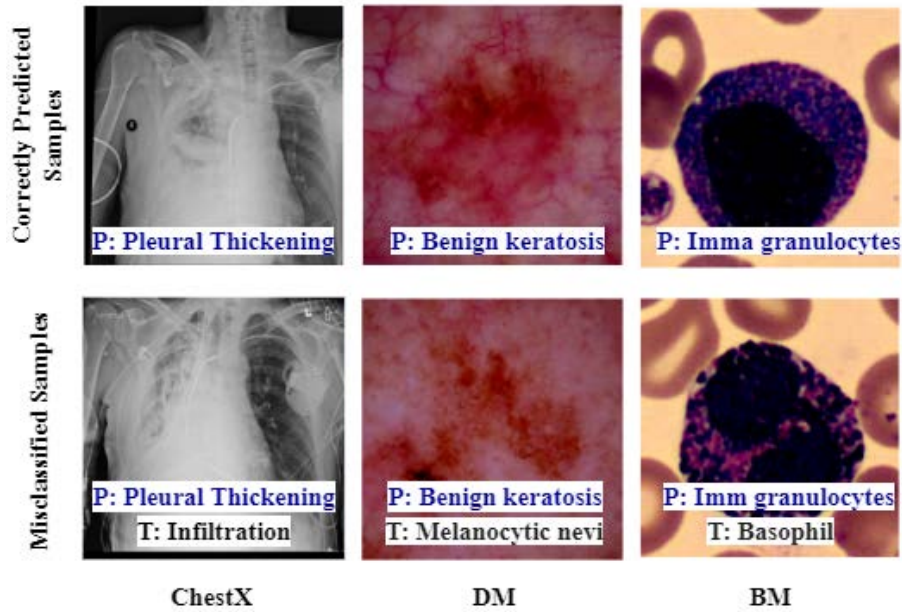 Correctly Predicted
Samples
P: Pleural Thickening
P: Benign keratosis
P: Imma granulocytes
Misclassified Samples
P: Pleural Thickening
T: Infiltration
P: Benign keratosis
T: Melanocytic nevi
P: Imm granulocytes
T: Basophil
ChestX
DM
BM